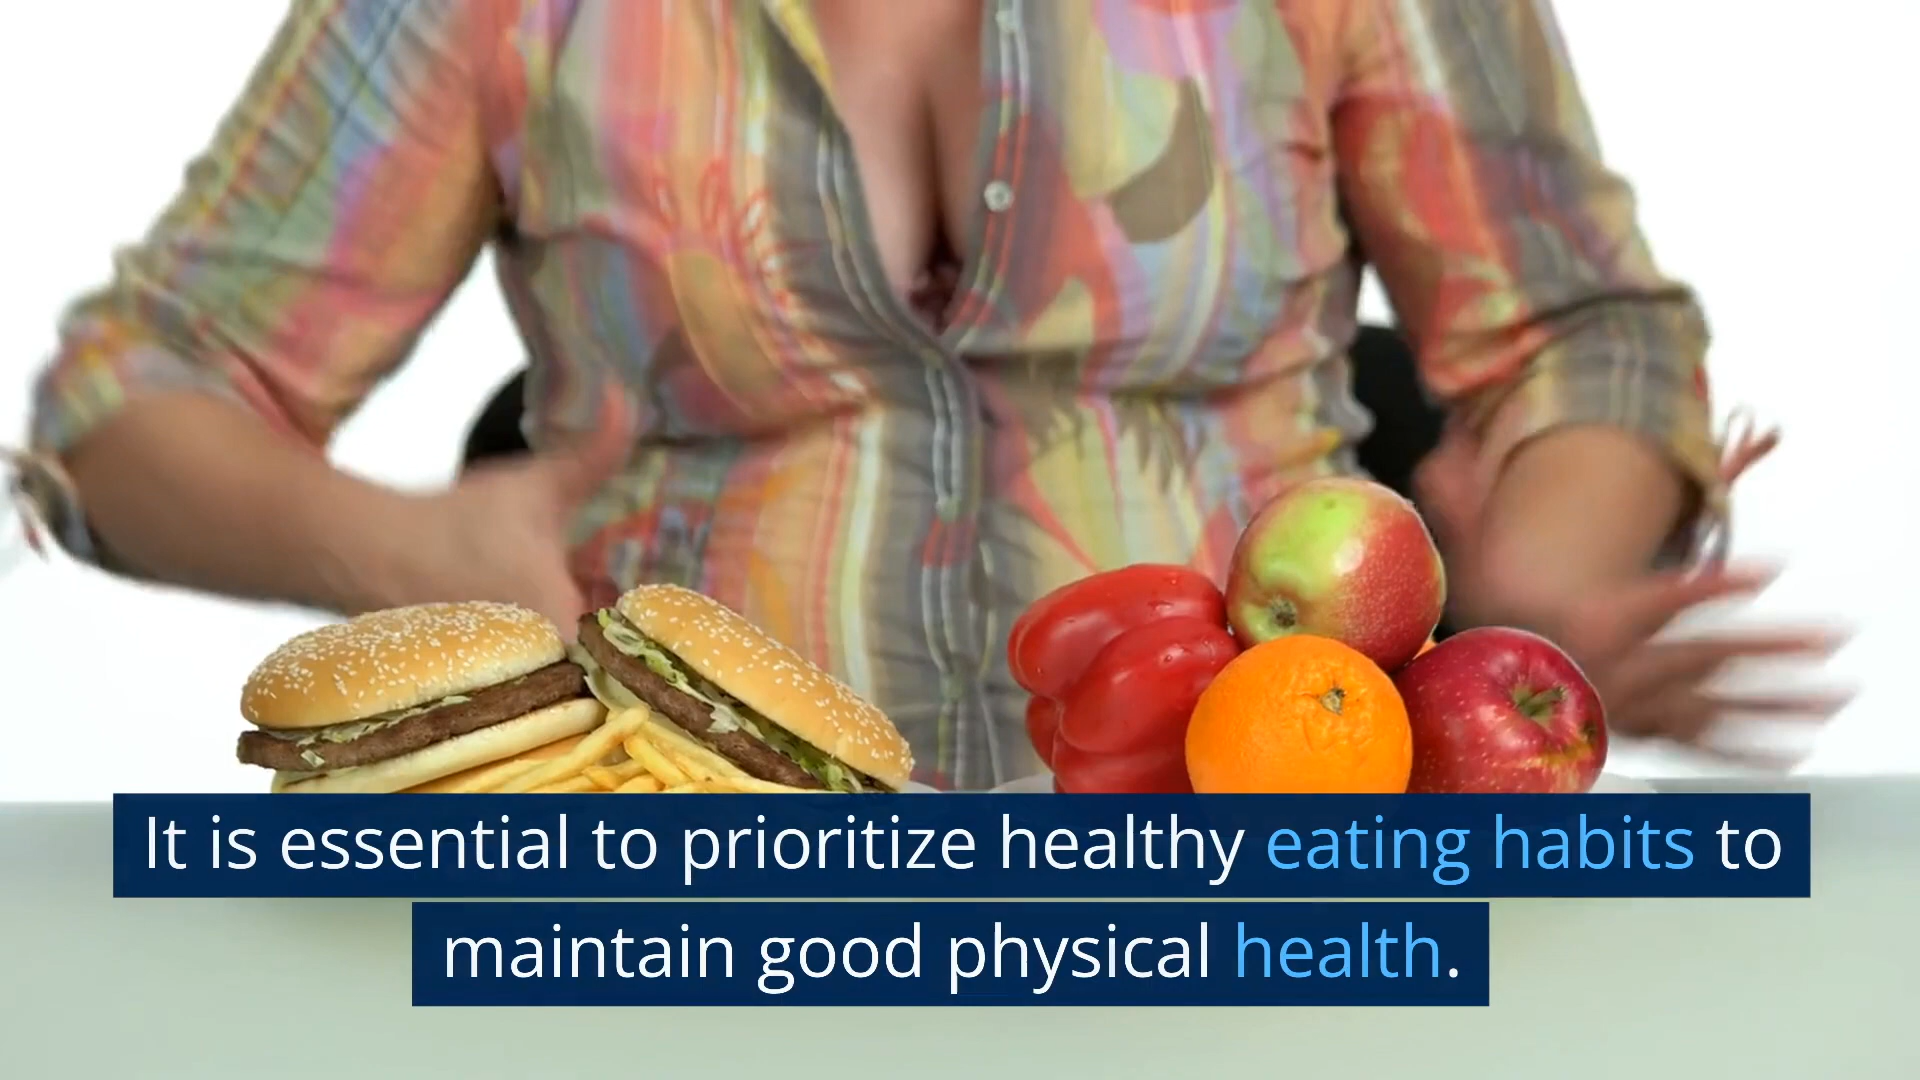 It is essential to prioritize healthy eating habits to
maintain good physical health.